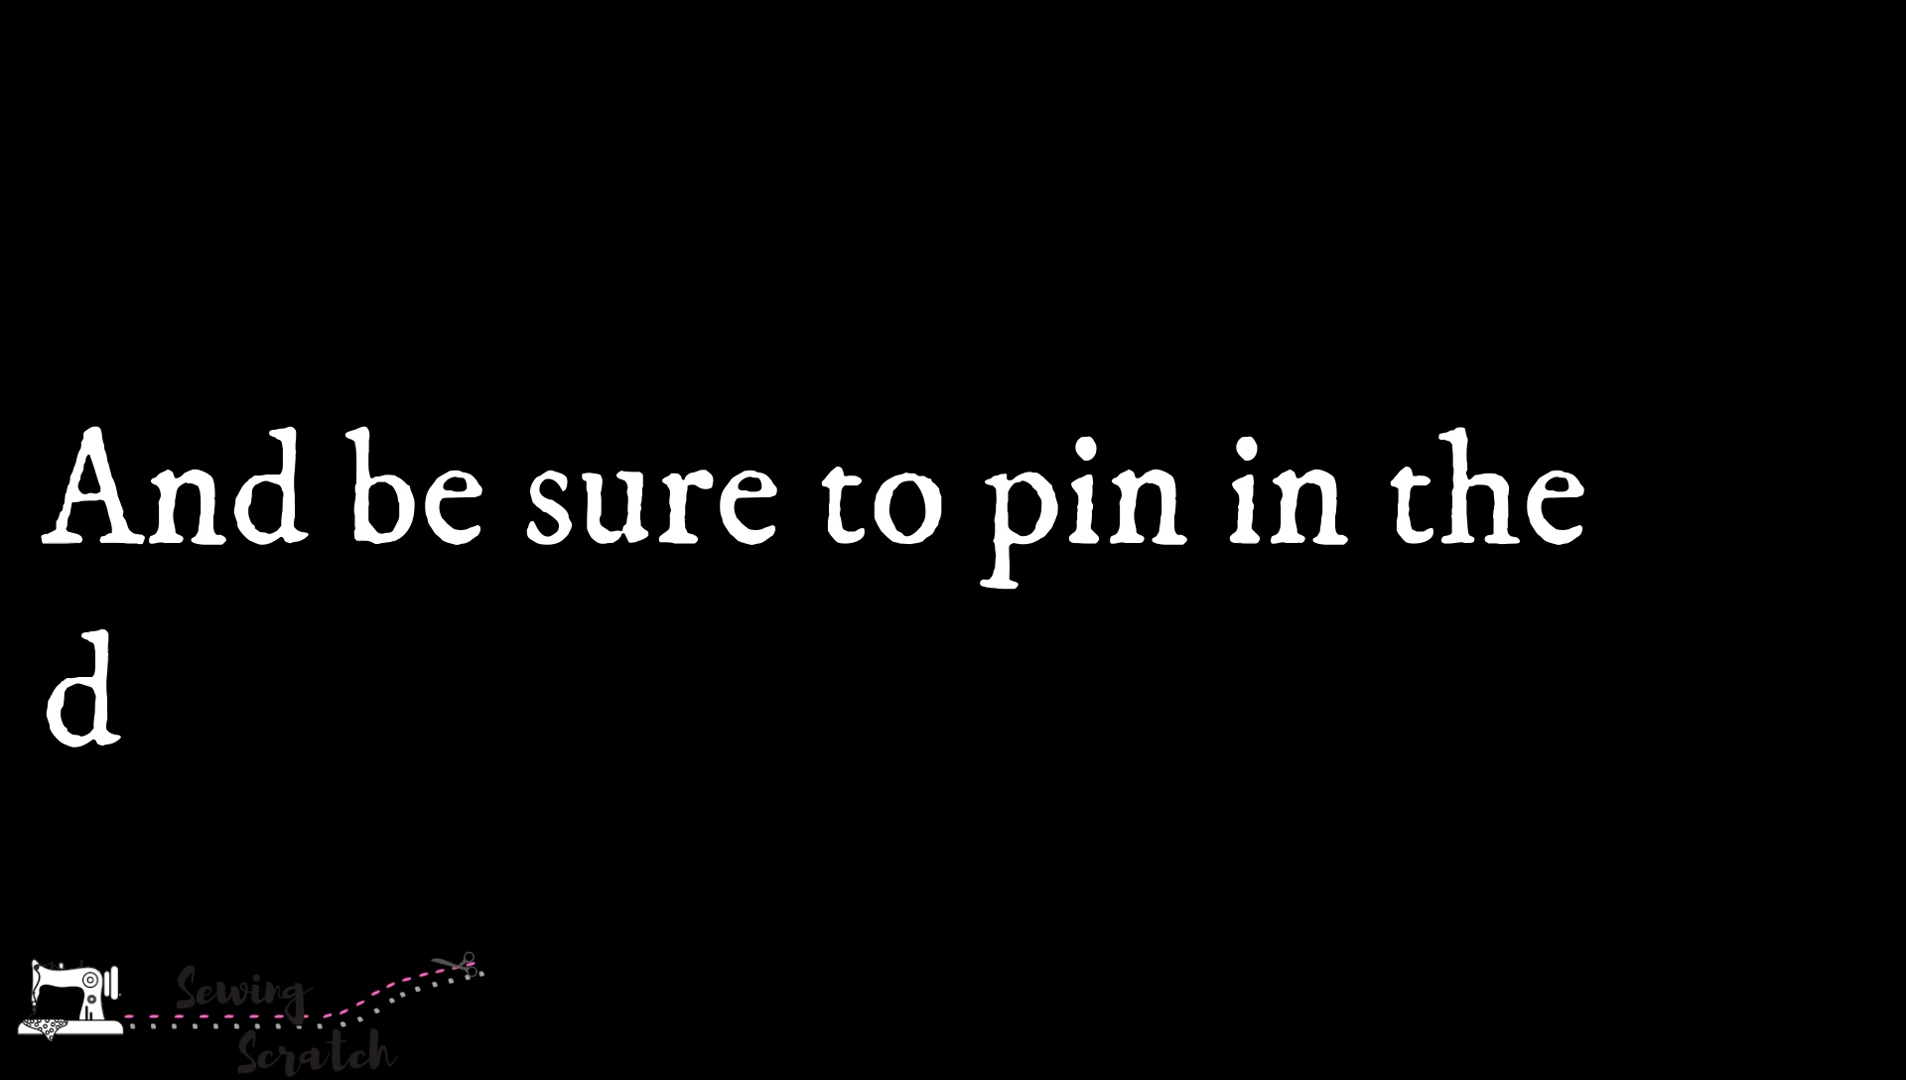 And be sure to pin in the
d
Sewing
Scratch